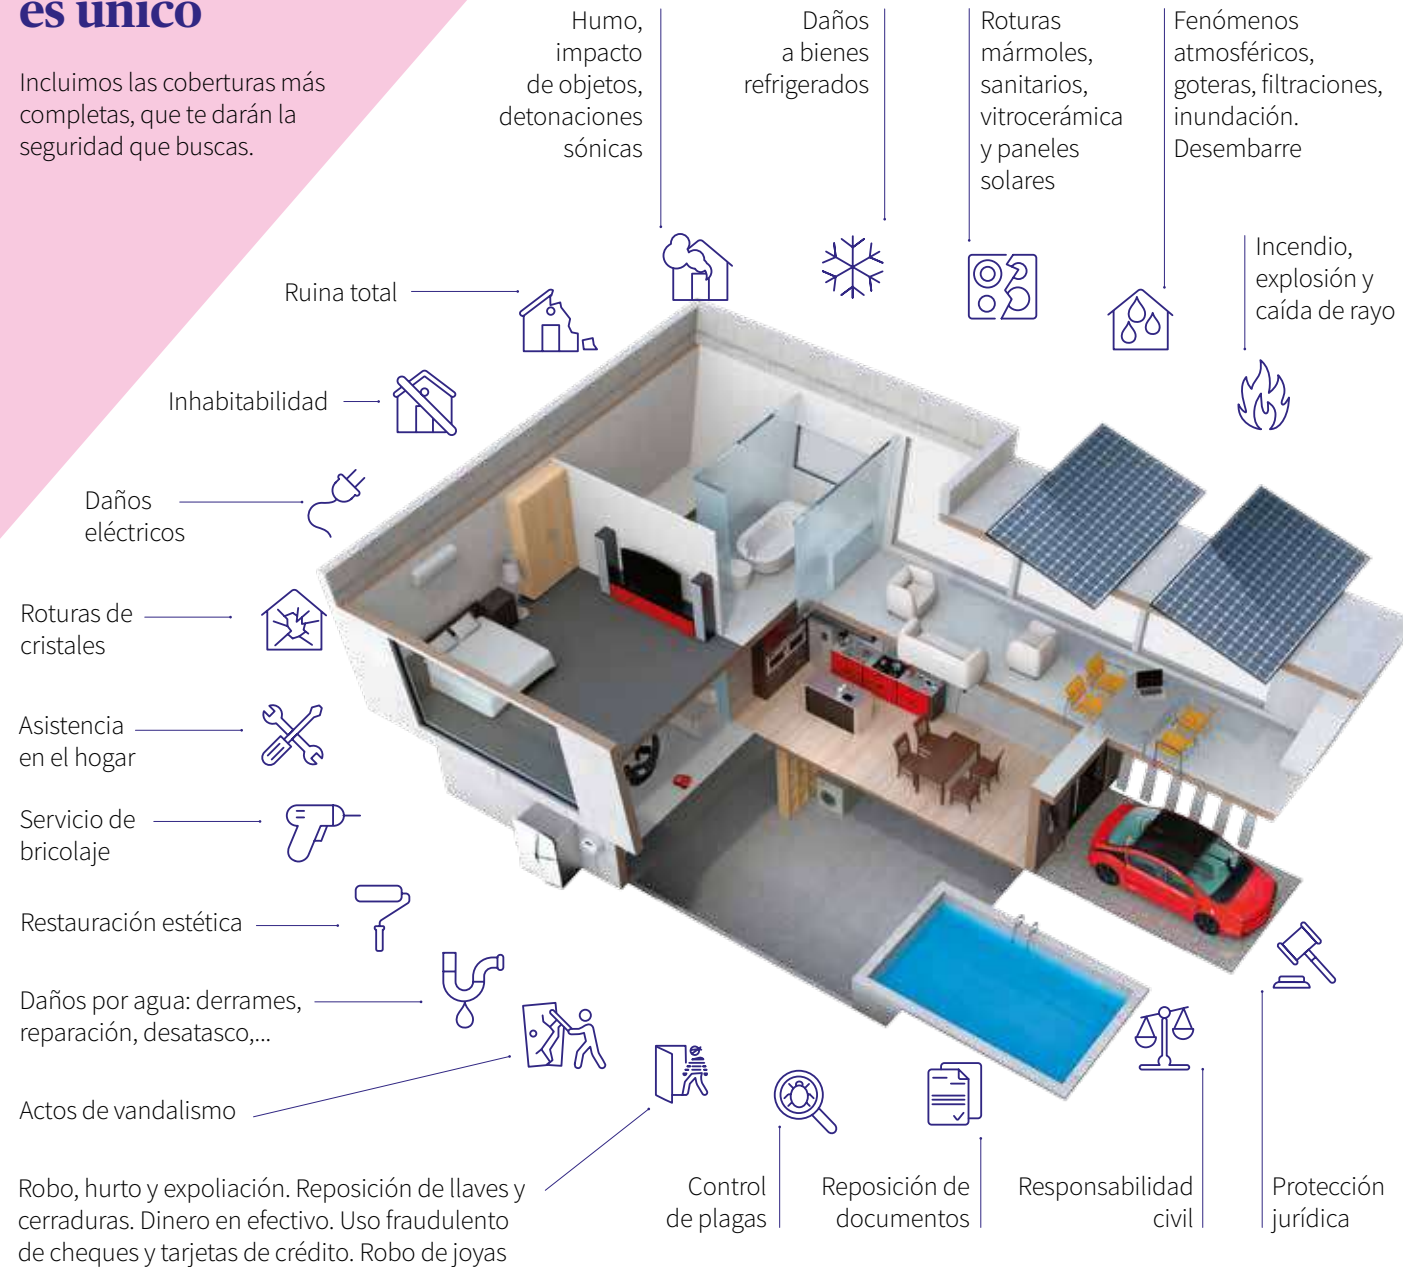 es único
Incluimos las coberturas más
completas, que te darán la
seguridad que buscas.
Humo,
impacto
de objetos,
detonaciones
sónicas
Daños
a bienes
refrigerados
Roturas
mármoles,
sanitarios,
vitrocerámica
y paneles
solares
Fenómenos
atmosféricos,
goteras, filtraciones,
inundación.
Desembarre
Incendio,
explosión y
caída de rayo
Ruina total
Inhabitabilidad
Daños
eléctricos
Roturas de
cristales
Asistencia
en el hogar
Servicio de
bricolaje
Restauración estética
Daños por agua: derrames,
reparación, desatasco,...
Actos de vandalismo
Robo, hurto y expoliación. Reposición de llaves y
cerraduras. Dinero en efectivo. Uso fraudulento
de cheques y tarjetas de crédito. Robo de joyas
Control
de plagas
Reposición de
documentos
Responsabilidad
civil
Protección
jurídica